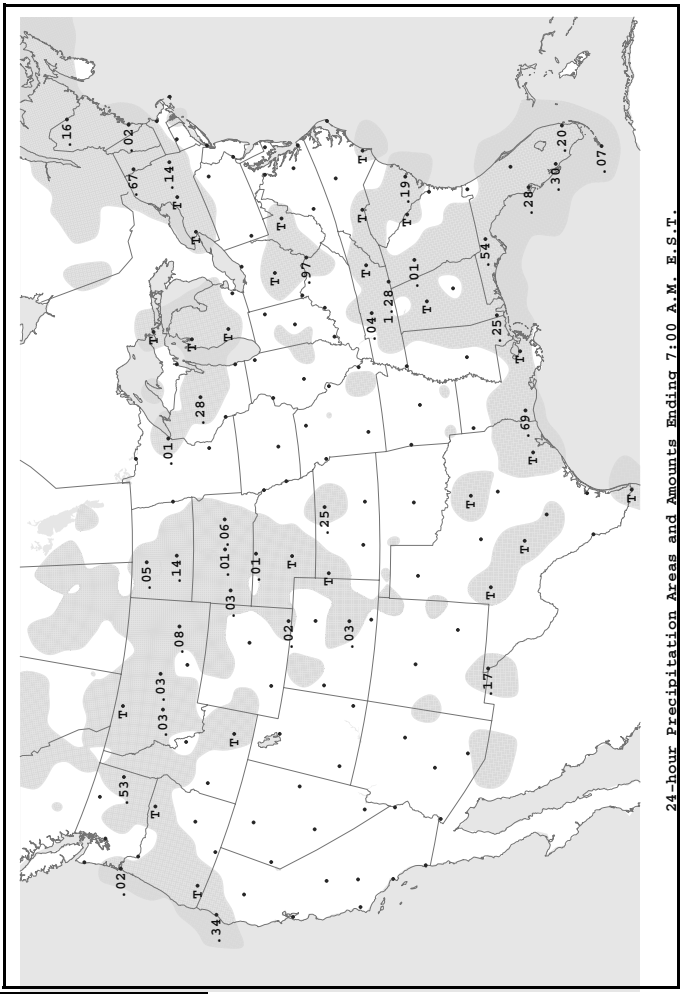 .16
.02
T
.53
.02
.67
.05
T
T
.03
.03
.01
.14
.14
T
.08
T
T
T
.28
.34
.01 .06
T
.03
T
.01
T
T
.02
T
.97
.25
T
.03
T
T
T
.04
1.28
.19
T
.01
T
T
.54
.17
T
.25
T
T
.69
.28
T
.30
.20
.07
T
24-hour Precipitation Areas and Amounts Ending 7:00 A.M. E.S.T.